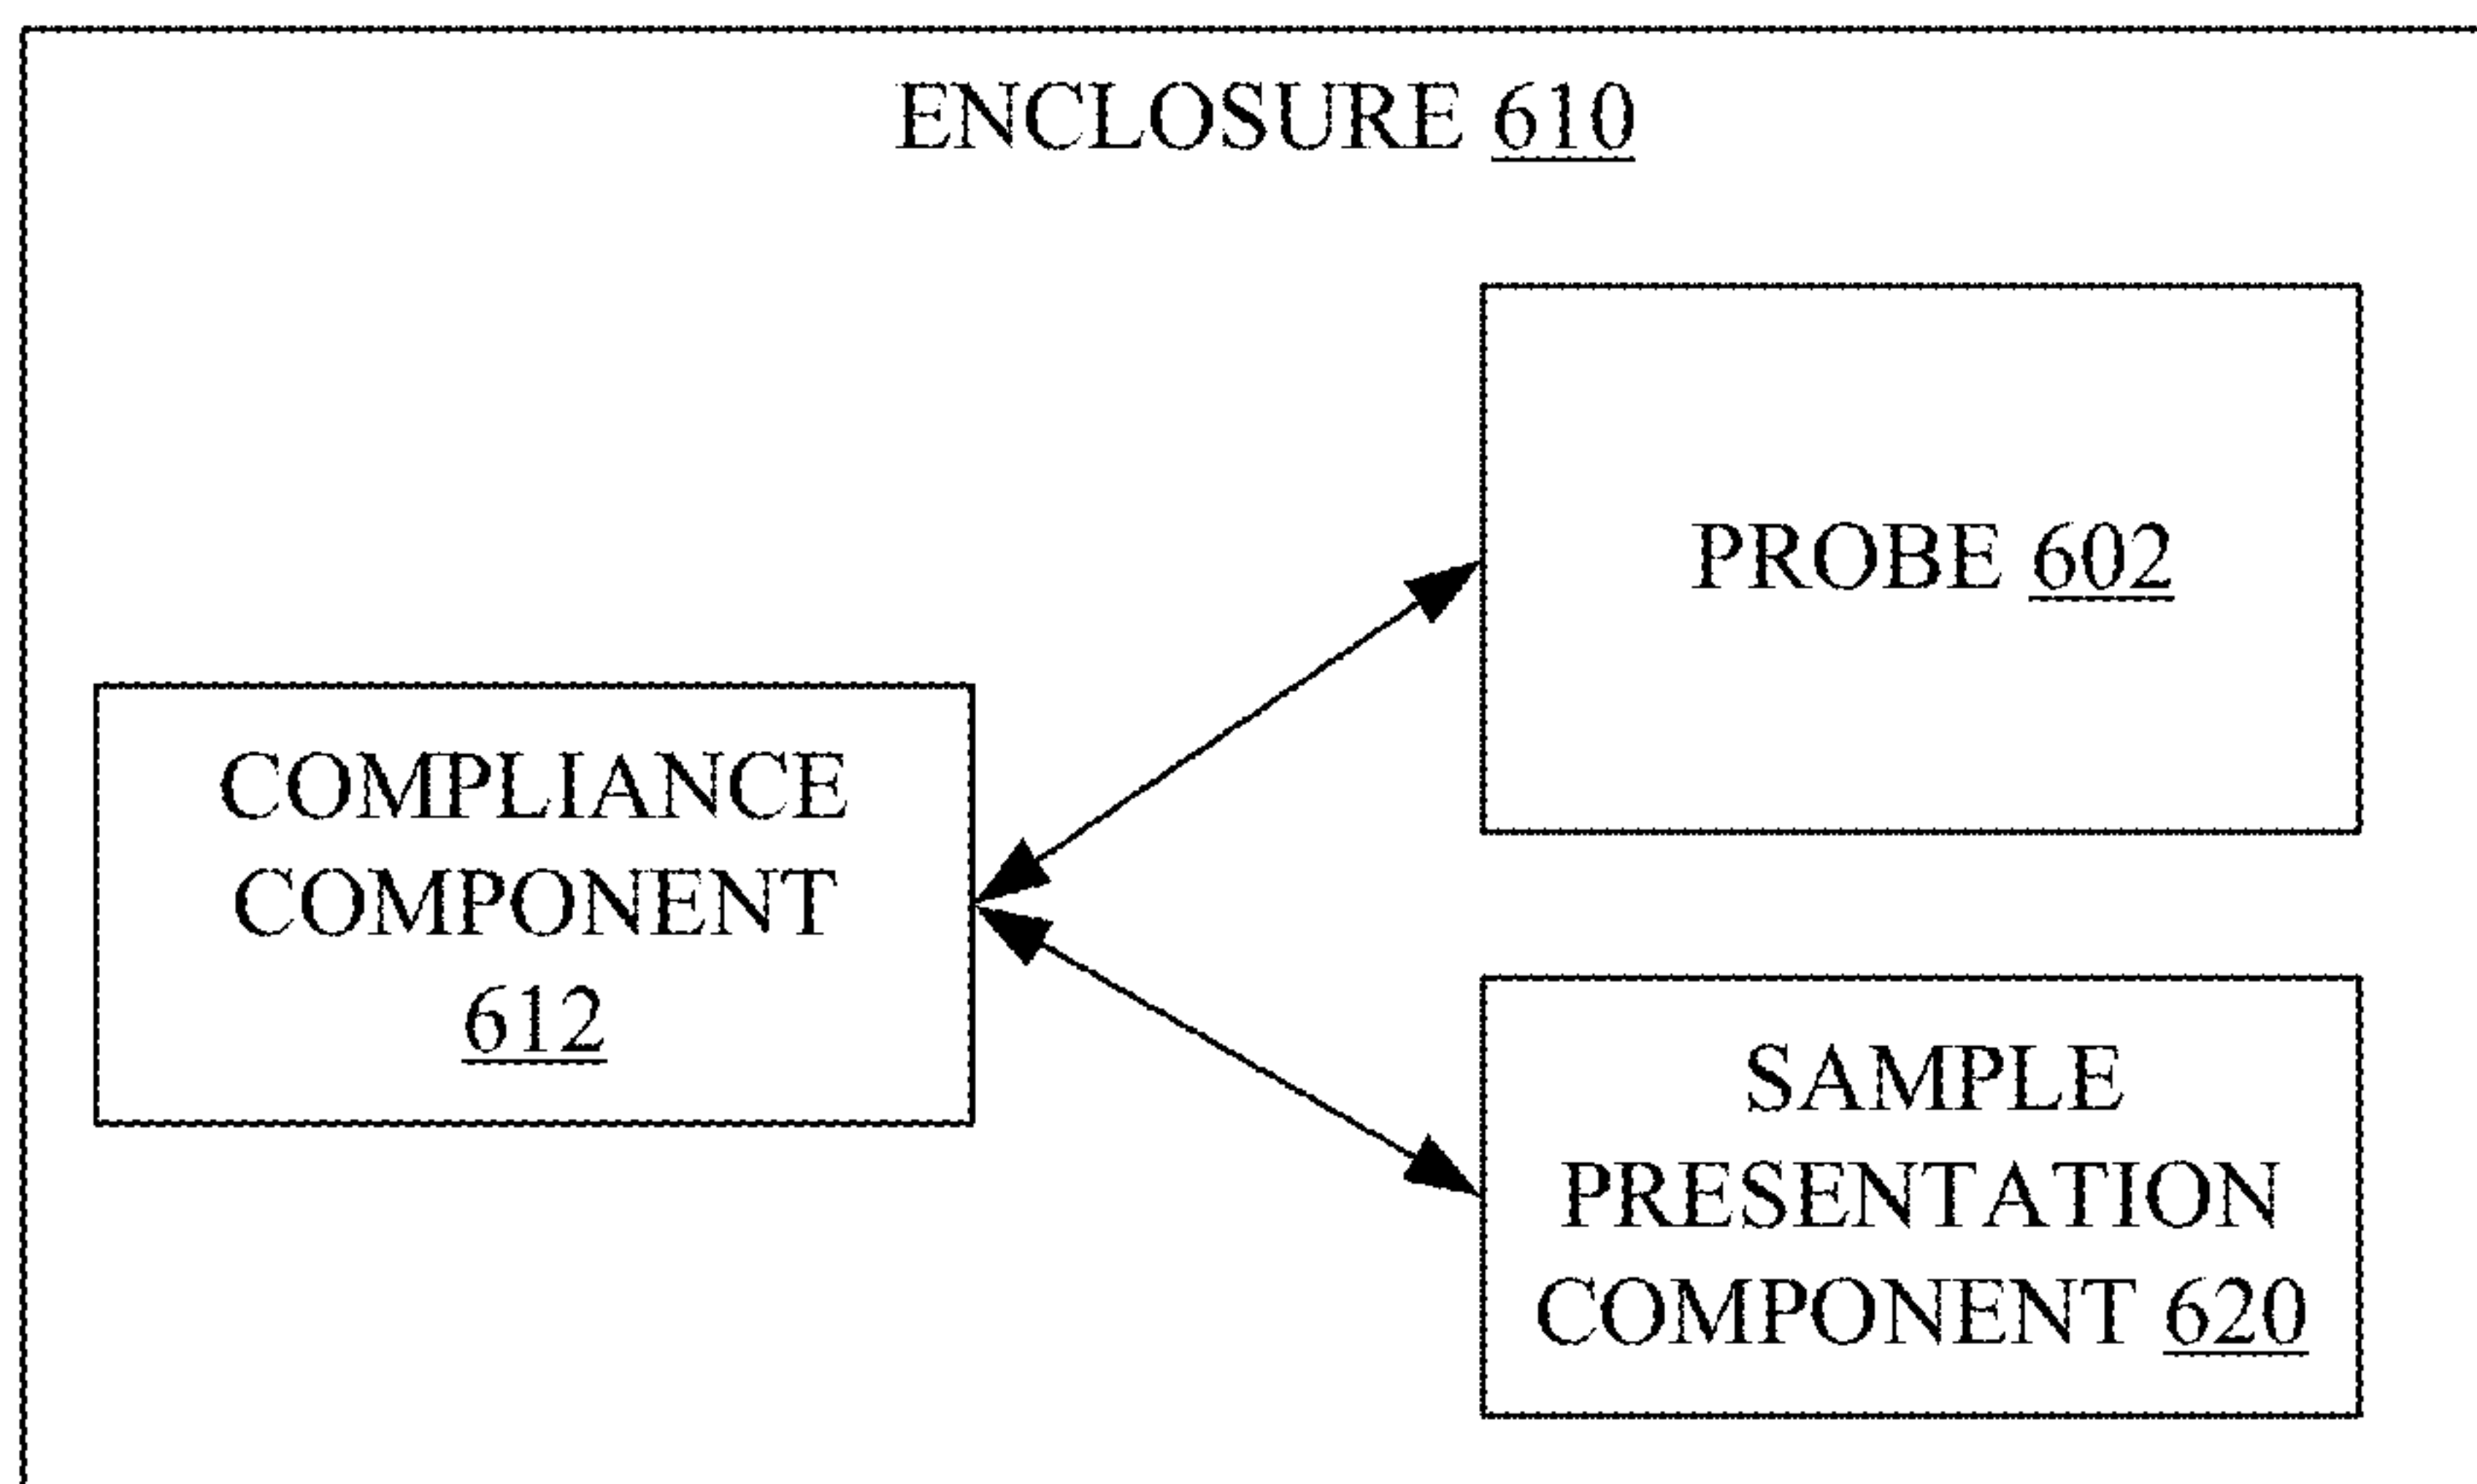 ENCLOSURE 610
PROBE 602
COMPLIANCE
COMPONENT
612
SAMPLE
PRESENTATION
COMPONENT 620